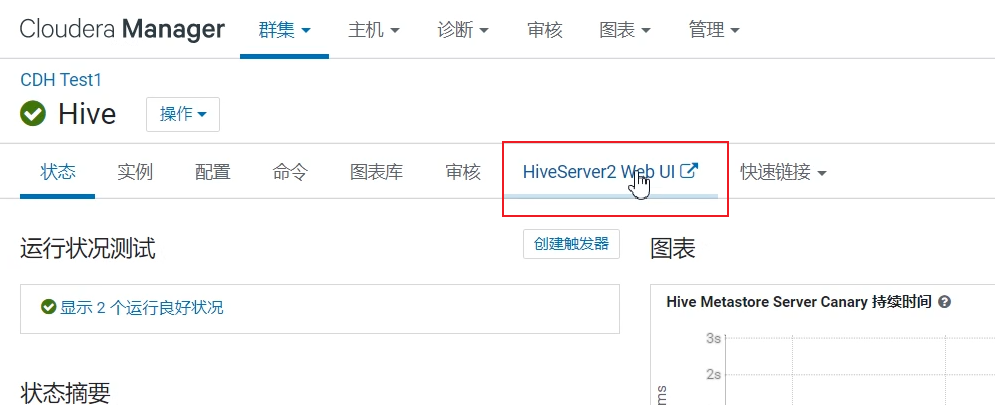 Cloudera Manager 群集 主机 诊断 审核 图表 管理
CDH Test1
Hive 操作
状态 实例 配置 命令 图表库 审核 HiveServer2 Web UI 快速链接
运行状况测试 创建触发器 图表
显示 2 个运行良好状况
Hive Metastore Server Canary 持续时间
3s
2s
ms
状态摘要